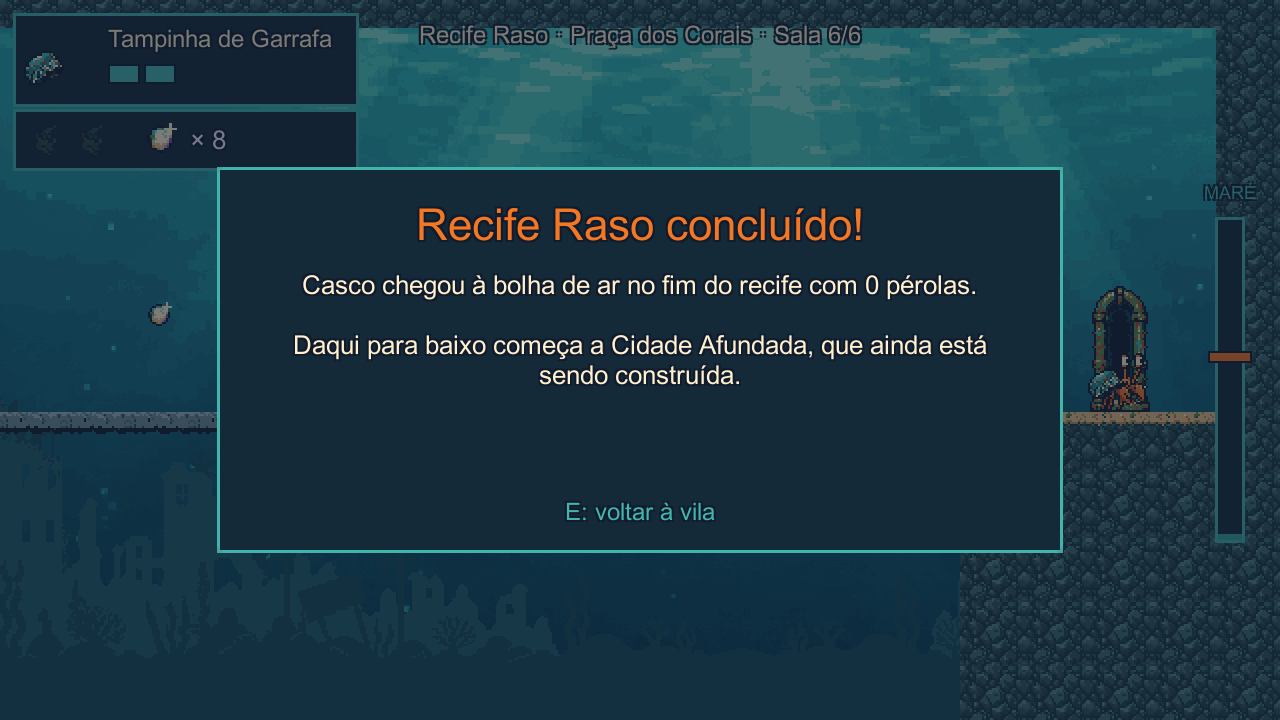 Tampinha de Garrafa
Recife Raso · Praça dos Corais · Sala 6/6
× 8
MARÉ
Recife Raso concluído!
Casco chegou à bolha de ar no fim do recife com 0 pérolas.
Daqui para baixo começa a Cidade Afundada, que ainda está
sendo construída.
E: voltar à vila